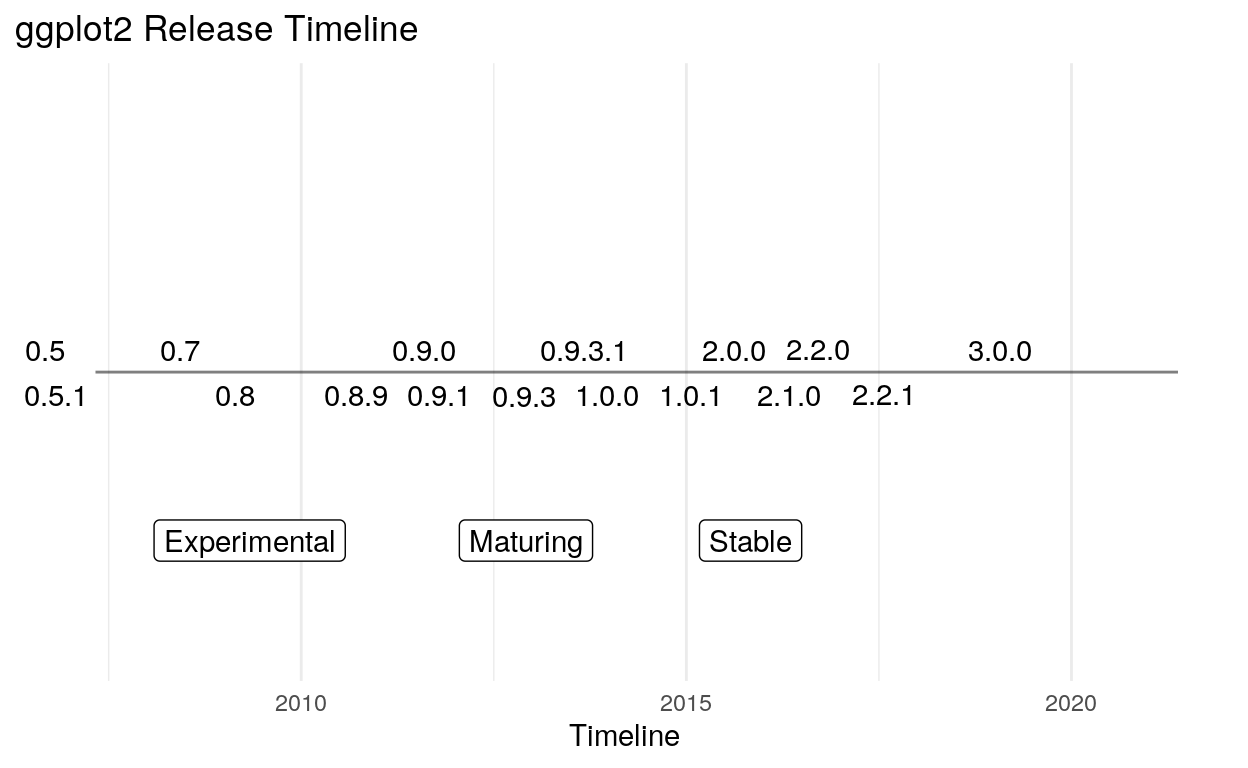 ggplot2 Release Timeline
0.5 0.7 0.9.0 0.9.3.1 2.0.0 2.2.0 3.0.0
0.5.1 0.8 0.8.9 0.9.1 0.9.3 1.0.0 1.0.1 2.1.0 2.2.1
Experimental Maturing Stable
2010 2015 2020
Timeline